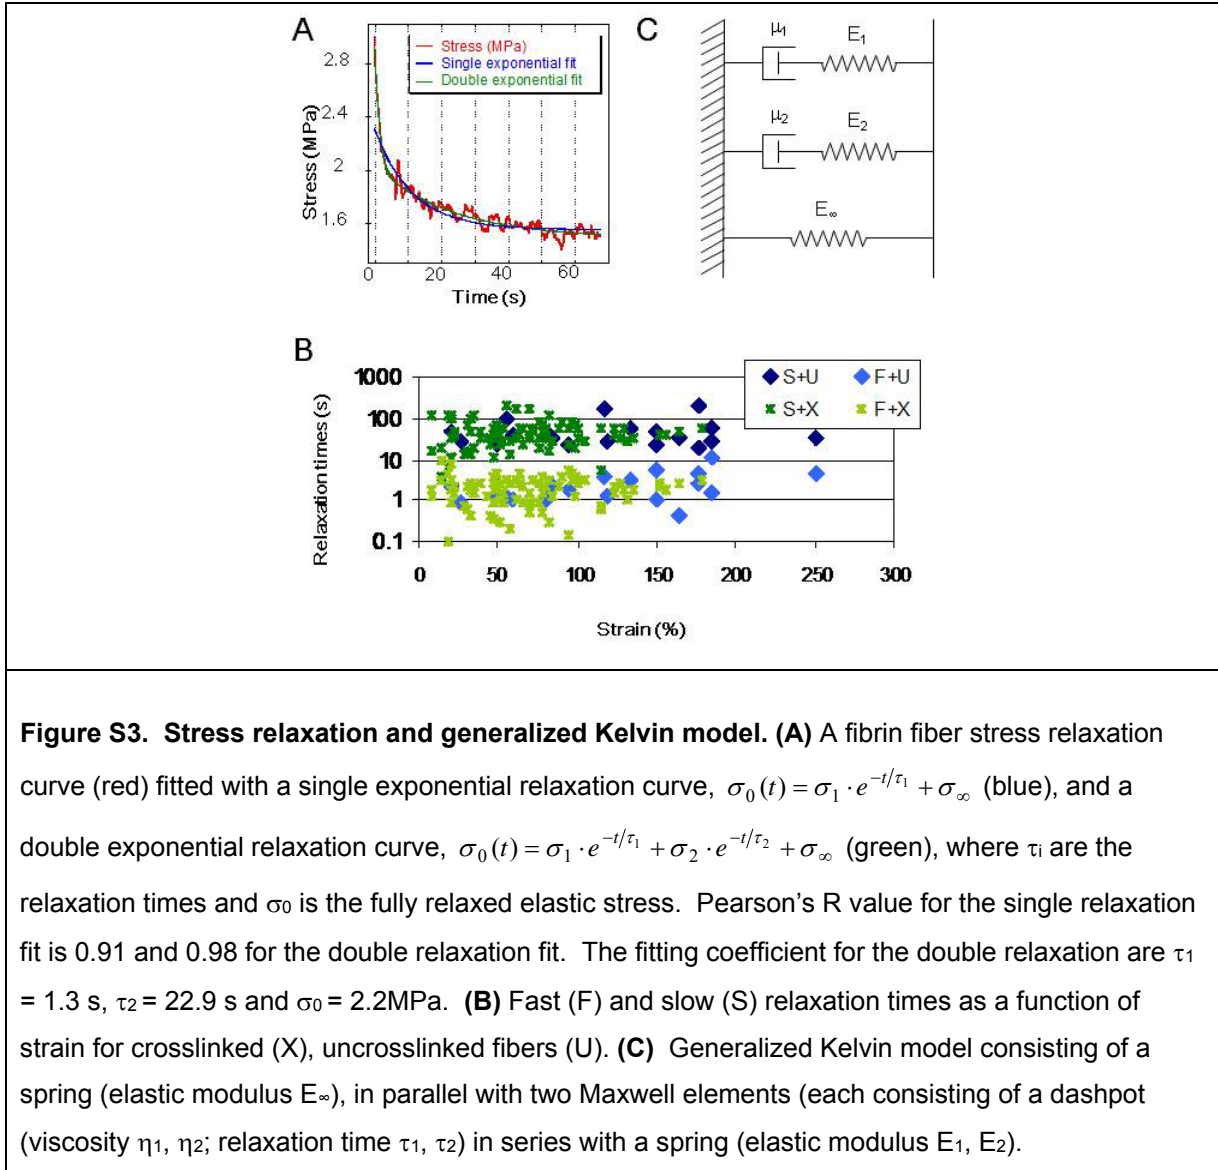 A
Stress (MPa)
Single exponential fit
Double exponential fit
2.8
2.4
2
1.6
Stress (MPa)
0
20
40
60
Time (s)
C
μ1
E1
μ2
E2
E∞
B
1000
100
10
1
0.1
Relaxation times (s)
0
50
100
150
200
250
300
Strain (%)
S+U
F+U
S+X
F+X
Figure S3. Stress relaxation and generalized Kelvin model. (A) A fibrin fiber stress relaxation
curve (red) fitted with a single exponential relaxation curve, σ0(t) = σ1 · e^{−t/τ1} + σ∞ (blue), and a
double exponential relaxation curve, σ0(t) = σ1 · e^{−t/τ1} + σ2 · e^{−t/τ2} + σ∞ (green), where τi are the
relaxation times and σ0 is the fully relaxed elastic stress. Pearson's R value for the single relaxation
fit is 0.91 and 0.98 for the double relaxation fit. The fitting coefficient for the double relaxation are τ1
= 1.3 s, τ2 = 22.9 s and σ0 = 2.2MPa. (B) Fast (F) and slow (S) relaxation times as a function of
strain for crosslinked (X), uncrosslinked fibers (U). (C) Generalized Kelvin model consisting of a
spring (elastic modulus E∞), in parallel with two Maxwell elements (each consisting of a dashpot
(viscosity η1, η2; relaxation time τ1, τ2) in series with a spring (elastic modulus E1, E2).